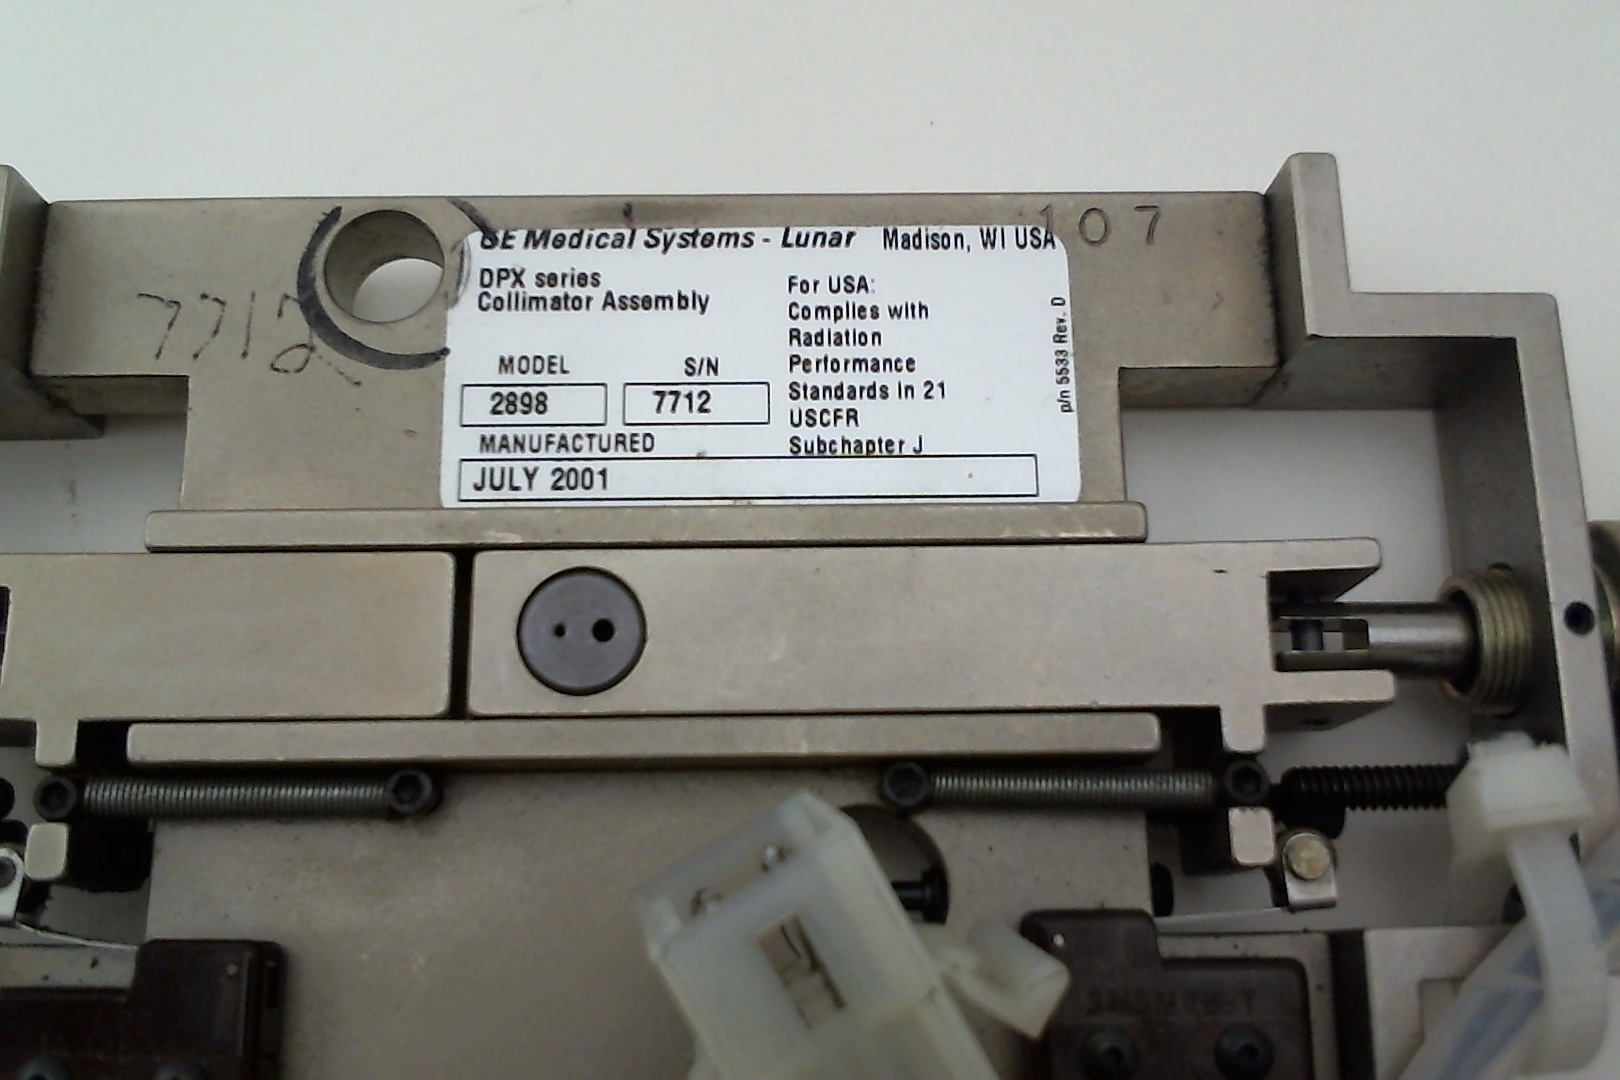 107
GE Medical Systems - Lunar Madison, WI USA
DPX series
Collimator Assembly
7712
MODEL S/N
2898 7712
MANUFACTURED
JULY 2001
For USA:
Complies with
Radiation
Performance
Standards in 21
USCFR
Subchapter J
p/n 5533 Rev. D